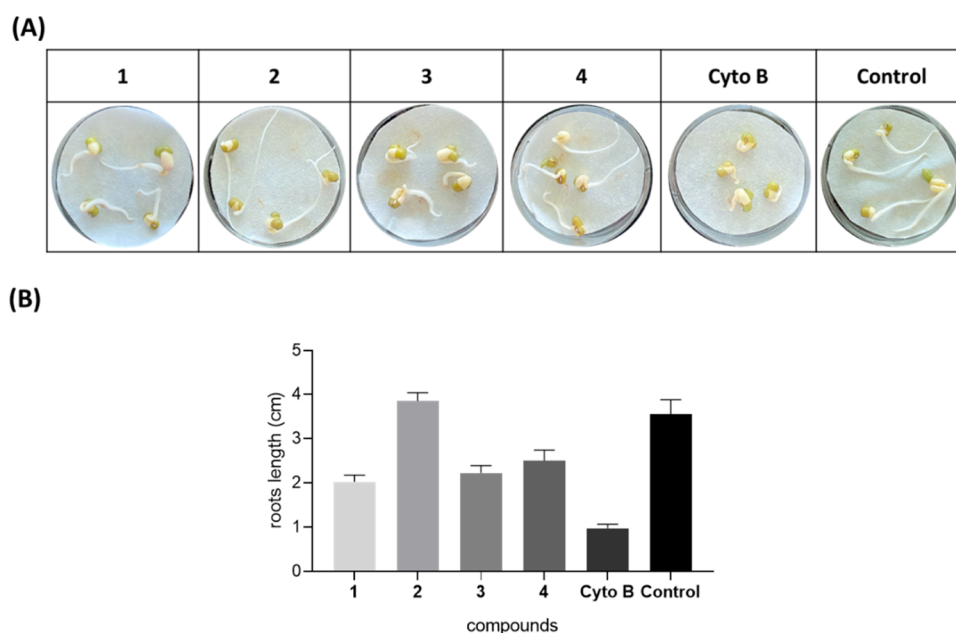 (A)
1 2 3 4 Cyto B Control
(B)
5
4
3
2
1
0
roots length (cm)
1 2 3 4 Cyto B Control
compounds